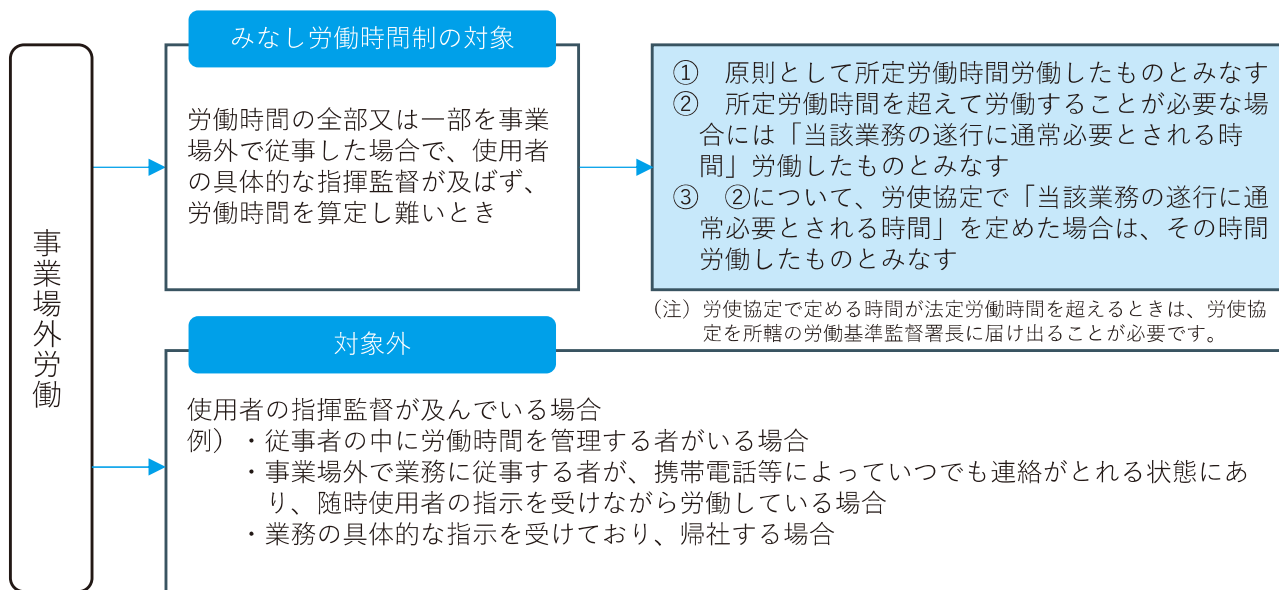 事業場外労働
みなし労働時間制の対象
労働時間の全部又は一部を事業
場外で従事した場合で、使用者
の具体的な指揮監督が及ばず、
労働時間を算定し難いとき
① 原則として所定労働時間労働したものとみなす
② 所定労働時間を超えて労働することが必要な場
合には「当該業務の遂行に通常必要とされる時
間」労働したものとみなす
③ ②について、労使協定で「当該業務の遂行に通
常必要とされる時間」を定めた場合は、その時間
労働したものとみなす
（注）労使協定で定める時間が法定労働時間を超えるときは、労使協
定を所轄の労働基準監督署長に届け出ることが必要です。
対象外
使用者の指揮監督が及んでいる場合
例）・従事者の中に労働時間を管理する者がいる場合
・事業場外で業務に従事する者が、携帯電話等によっていつでも連絡がとれる状態にあ
り、随時使用者の指示を受けながら労働している場合
・業務の具体的な指示を受けており、帰社する場合